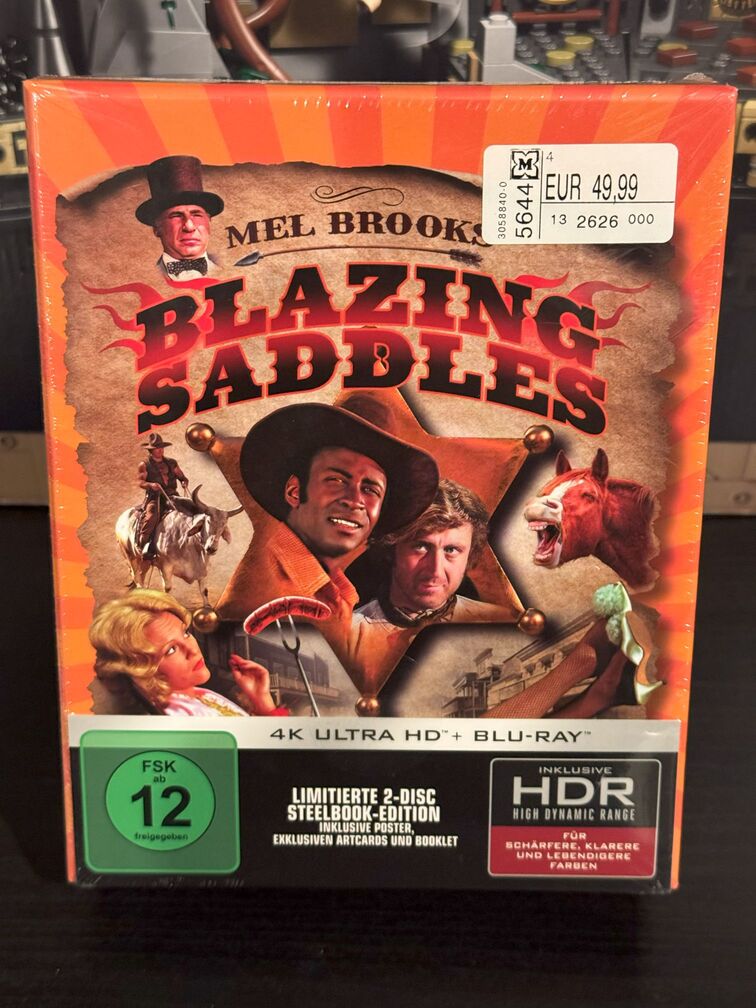 MEL BROOKS
M
4
EUR 49,99
13 2626 000
5644
3058840-0
BLAZING
SADDLES
4K ULTRA HD™ + BLU-RAY™
FSK
ab
12
freigegeben
LIMITIERTE 2-DISC
STEELBOOK-EDITION
INKLUSIVE POSTER,
EXKLUSIVEN ARTCARDS UND BOOKLET
INKLUSIVE
HDR
HIGH DYNAMIC RANGE
FÜR
SCHÄRFERE, KLARERE
UND LEBENDIGERE
FARBEN